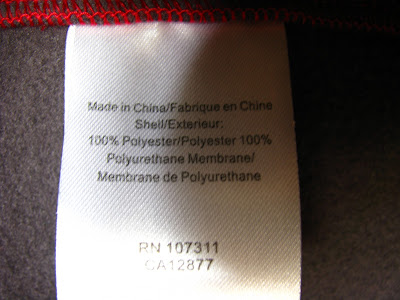 Made in China/Fabrique en Chine
Shell/Exterieur:
100% Polyester/Polyester 100%
Polyurethane Membrane/
Membrane de Polyurethane
RN 107311
CA12877